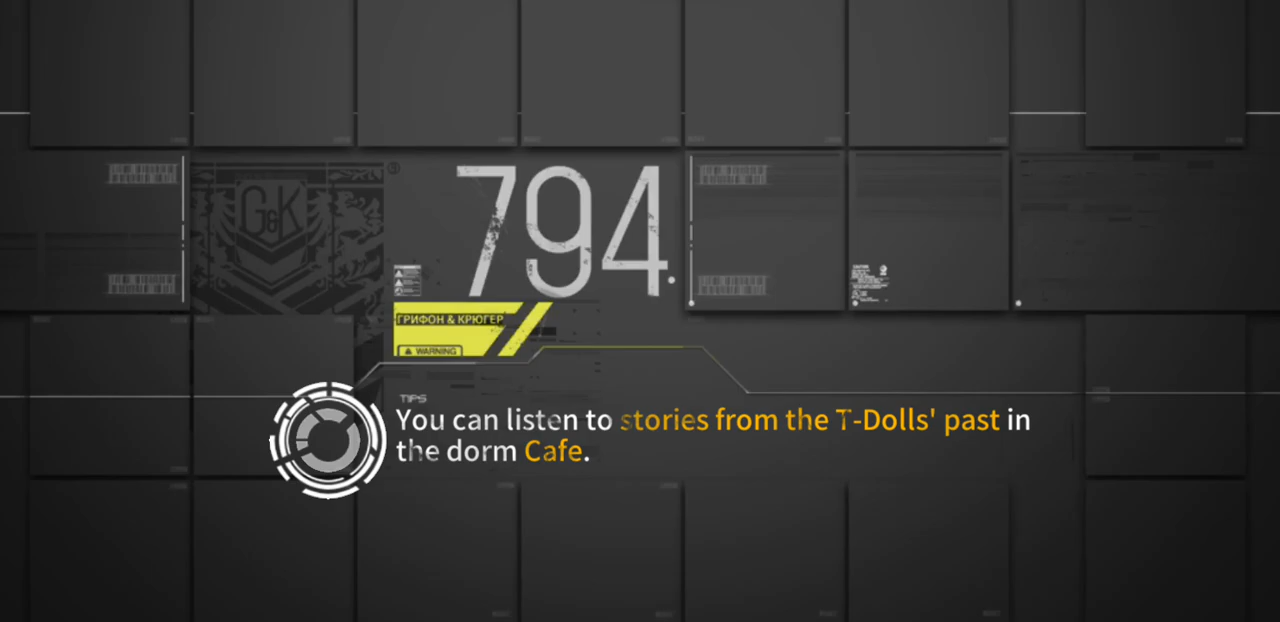 G&K
794.
ГРИФОН & КРЮГЕР
WARNING
TIPS
You can listen to stories from the T-Dolls' past in
the dorm Cafe.